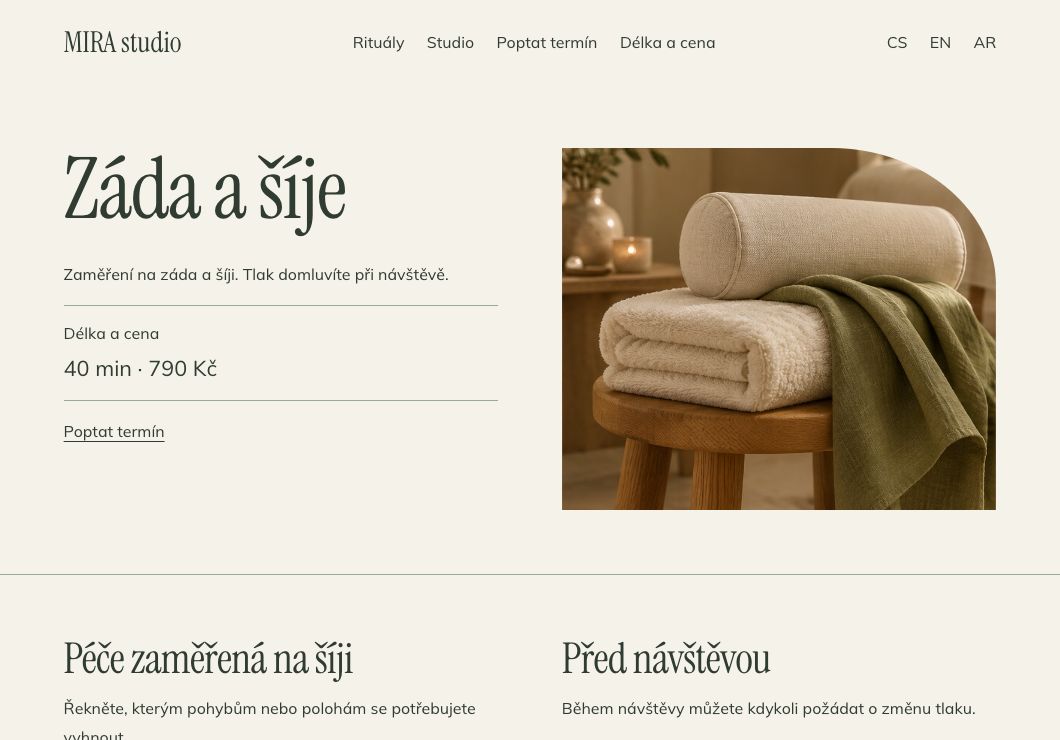 MIRA studio
Rituály
Studio
Poptat termín
Délka a cena
CS
EN
AR
Záda a šíje
Zaměření na záda a šíji. Tlak domluvíte při návštěvě.
Délka a cena
40 min · 790 Kč
Poptat termín
Péče zaměřená na šíji
Řekněte, kterým pohybům nebo polohám se potřebujete
vyhnout.
Před návštěvou
Během návštěvy můžete kdykoli požádat o změnu tlaku.